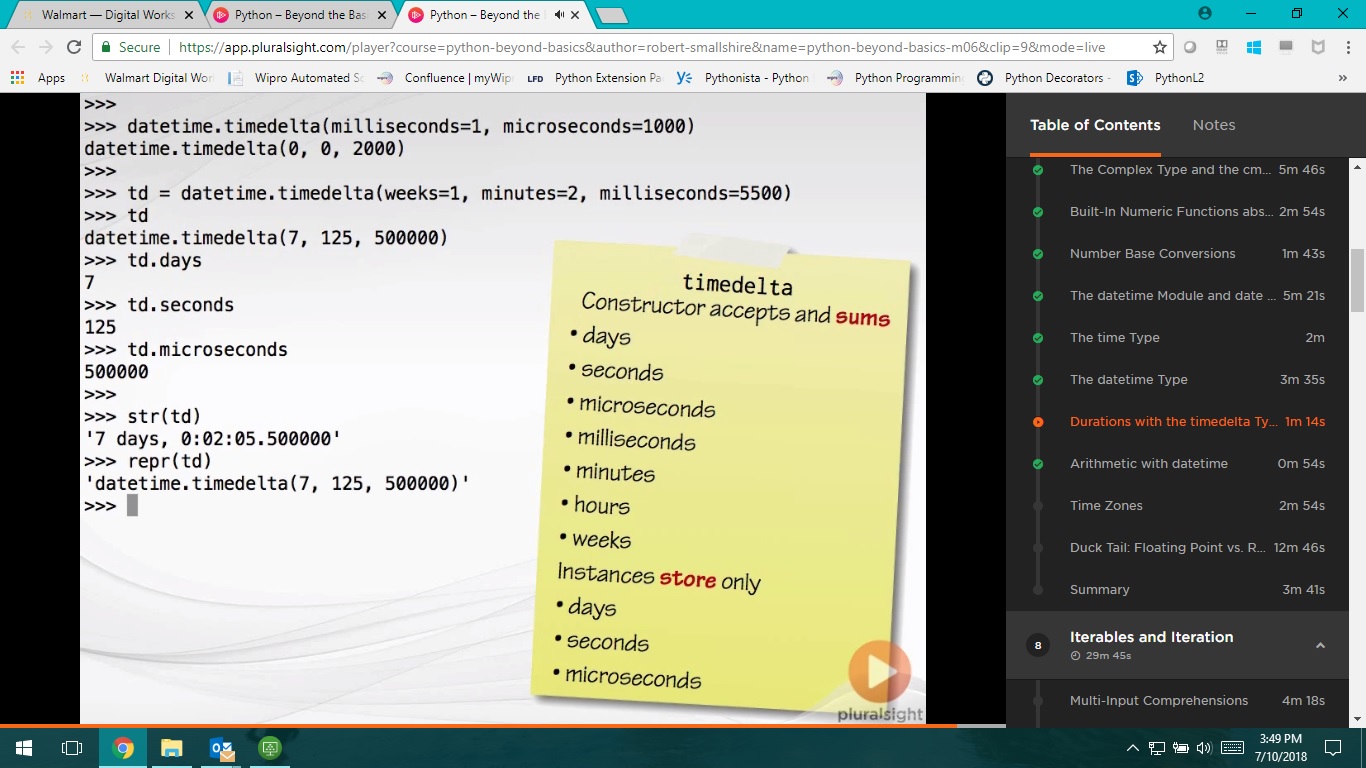 Walmart — Digital Works
Python – Beyond the Bas
Python – Beyond the
Secure
https://app.pluralsight.com/player?course=python-beyond-basics&author=robert-smallshire&name=python-beyond-basics-m06&clip=9&mode=live
Apps
Walmart Digital Wor
Wipro Automated Sc
Confluence | myWip
LFD
Python Extension Pa
Pythonista - Python
Python Programmin
Python Decorators -
PythonL2
>>>
>>> datetime.timedelta(milliseconds=1, microseconds=1000)
datetime.timedelta(0, 0, 2000)
>>>
>>> td = datetime.timedelta(weeks=1, minutes=2, milliseconds=5500)
>>> td
datetime.timedelta(7, 125, 500000)
>>> td.days
7
>>> td.seconds
125
>>> td.microseconds
500000
>>>
>>> str(td)
'7 days, 0:02:05.500000'
>>> repr(td)
'datetime.timedelta(7, 125, 500000)'
>>>
timedelta
Constructor accepts and sums
• days
• seconds
• microseconds
• milliseconds
• minutes
• hours
• weeks
Instances store only
• days
• seconds
• microseconds
pluralsight
Table of Contents
Notes
The Complex Type and the cm... 5m 46s
Built-In Numeric Functions abs... 2m 54s
Number Base Conversions 1m 43s
The datetime Module and date ... 5m 21s
The time Type 2m
The datetime Type 3m 35s
Durations with the timedelta Ty... 1m 14s
Arithmetic with datetime 0m 54s
Time Zones 2m 54s
Duck Tail: Floating Point vs. R... 12m 46s
Summary 3m 41s
8
Iterables and Iteration
29m 45s
Multi-Input Comprehensions 4m 18s
3:49 PM
7/10/2018